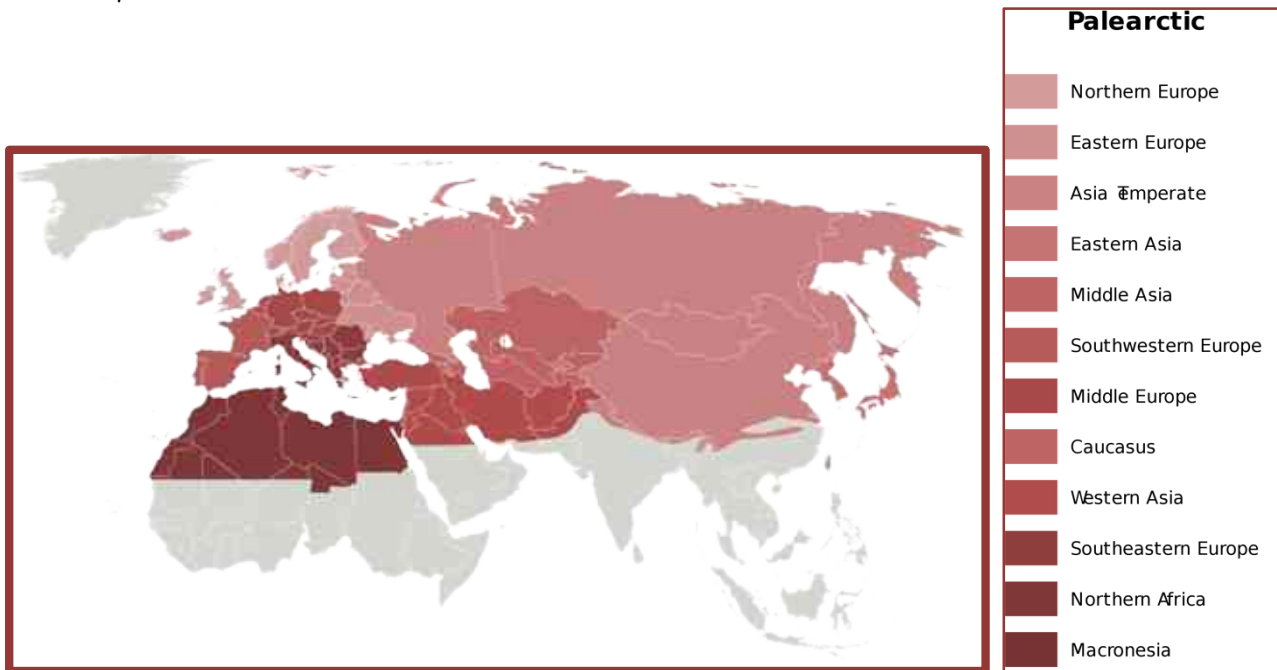 Palearctic
Northern Europe
Eastern Europe
Asia Temperate
Eastern Asia
Middle Asia
Southwestern Europe
Middle Europe
Caucasus
Western Asia
Southeastern Europe
Northern Africa
Macronesia